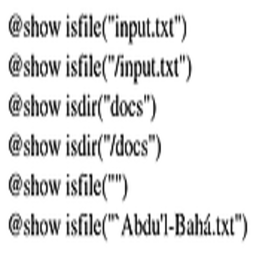 @show isfile("input.txt")
@show isfile("/input.txt")
@show isdir("docs")
@show isdir("/docs")
@show isfile("")
@show isfile("`Abdu'l-Bahá.txt")